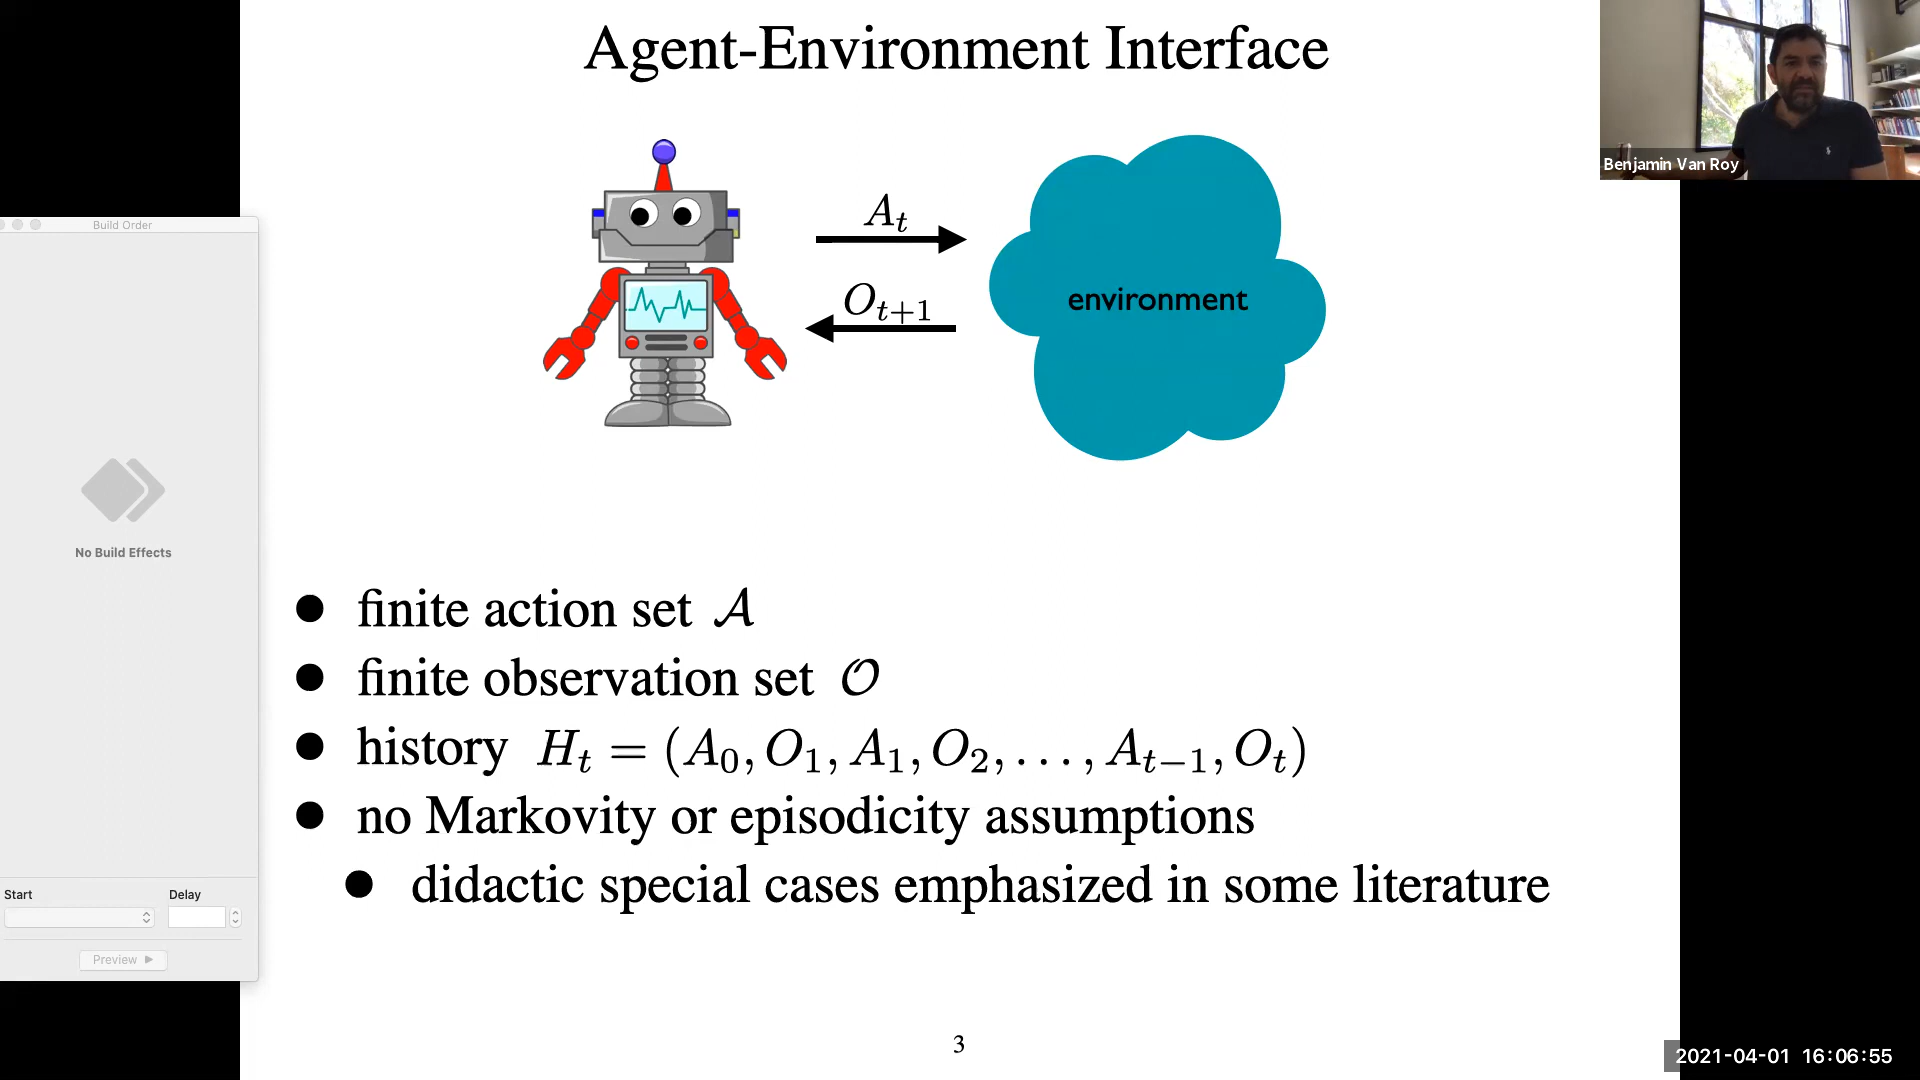 Agent-Environment Interface
Benjamin Van Roy
A_t
O_{t+1}
environment
Build Order
No Build Effects
Start
Delay
Preview
• finite action set 𝒜
• finite observation set 𝒪
• history H_t = (A_0, O_1, A_1, O_2, . . . , A_{t−1}, O_t)
• no Markovity or episodicity assumptions
• didactic special cases emphasized in some literature
3
2021-04-01 16:06:55